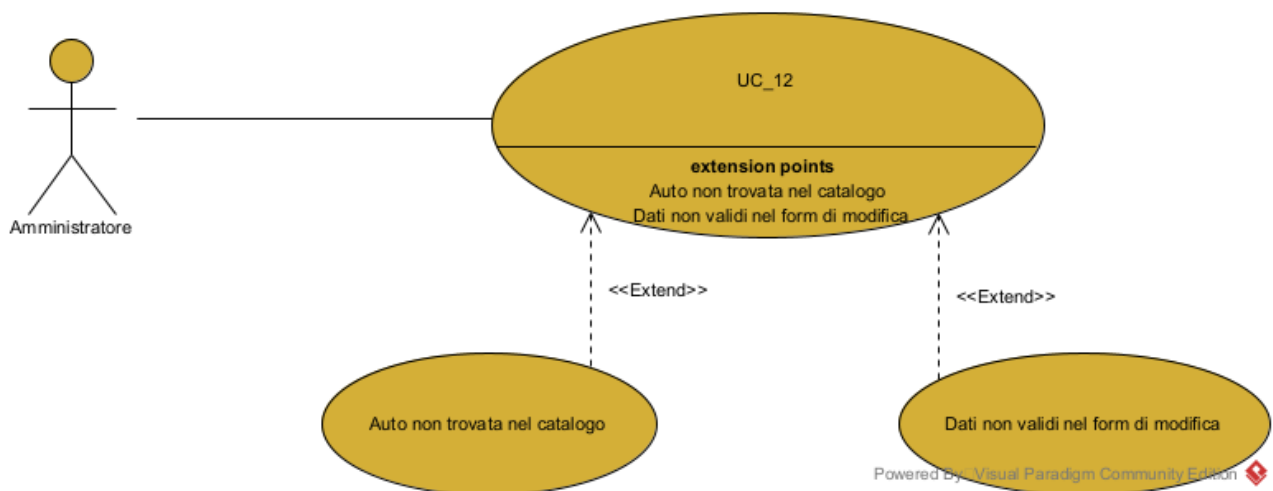 UC_12
extension points
Auto non trovata nel catalogo
Dati non validi nel form di modifica
Amministratore
<<Extend>>
<<Extend>>
Auto non trovata nel catalogo
Dati non validi nel form di modifica
Powered By Visual Paradigm Community Edition